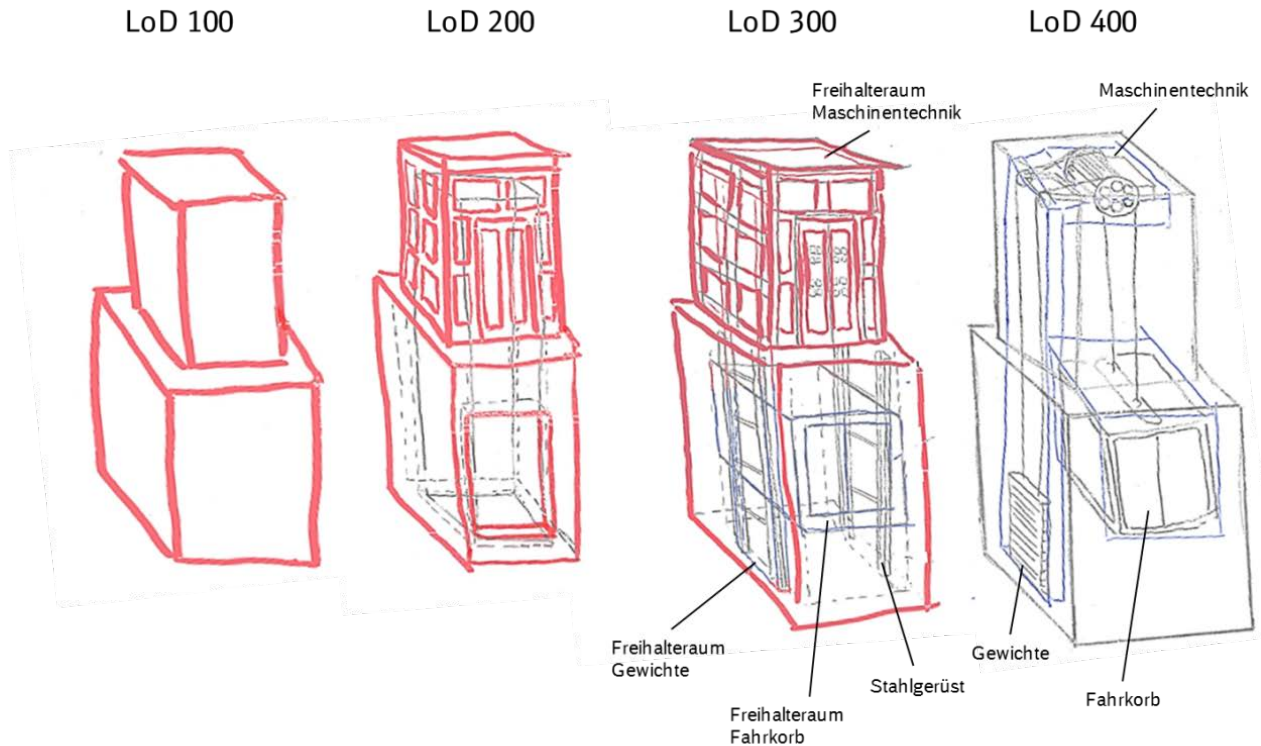 LoD 100
LoD 200
LoD 300
LoD 400
Freihalteraum
Maschinentechnik
Maschinentechnik
Freihalteraum
Gewichte
Freihalteraum
Fahrkorb
Stahlgerüst
Gewichte
Fahrkorb